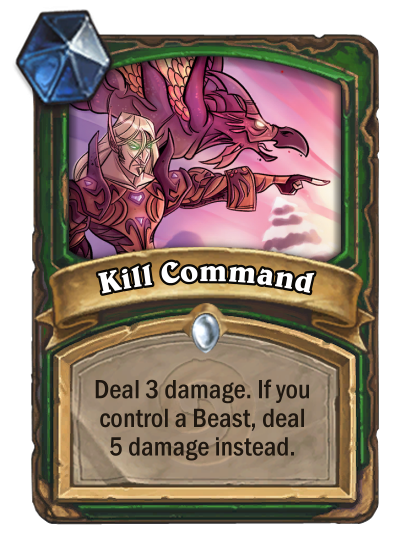 Kill Command
Deal 3 damage. If you
control a Beast, deal
5 damage instead.